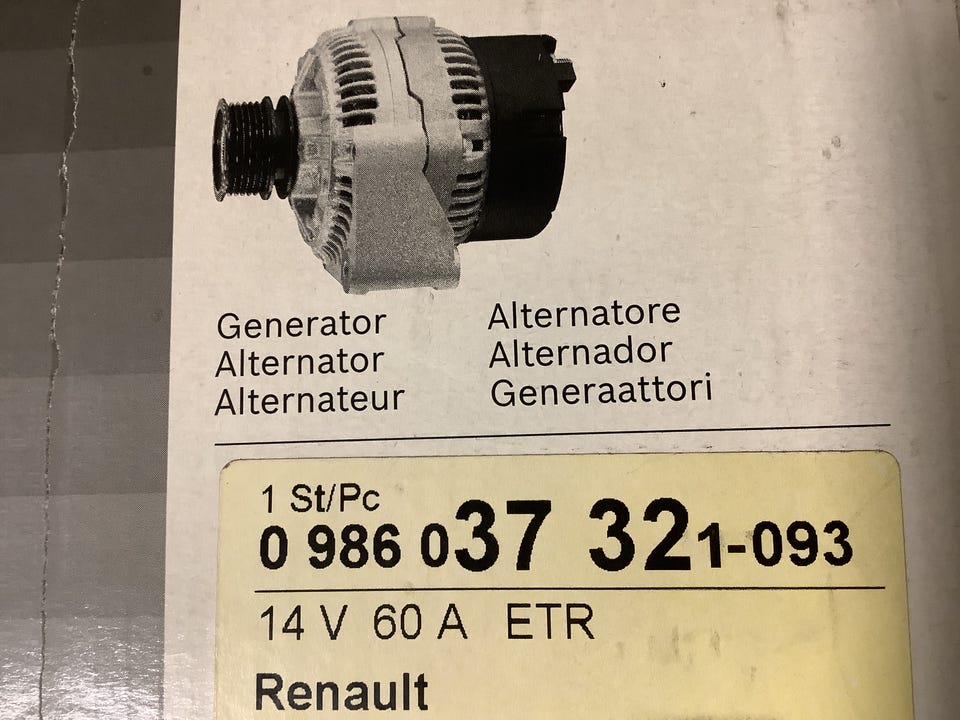 Generator
Alternator
Alternateur
Alternatore
Alternador
Generaattori
1 St/Pc
0 986 037 321-093
14 V 60 A ETR
Renault